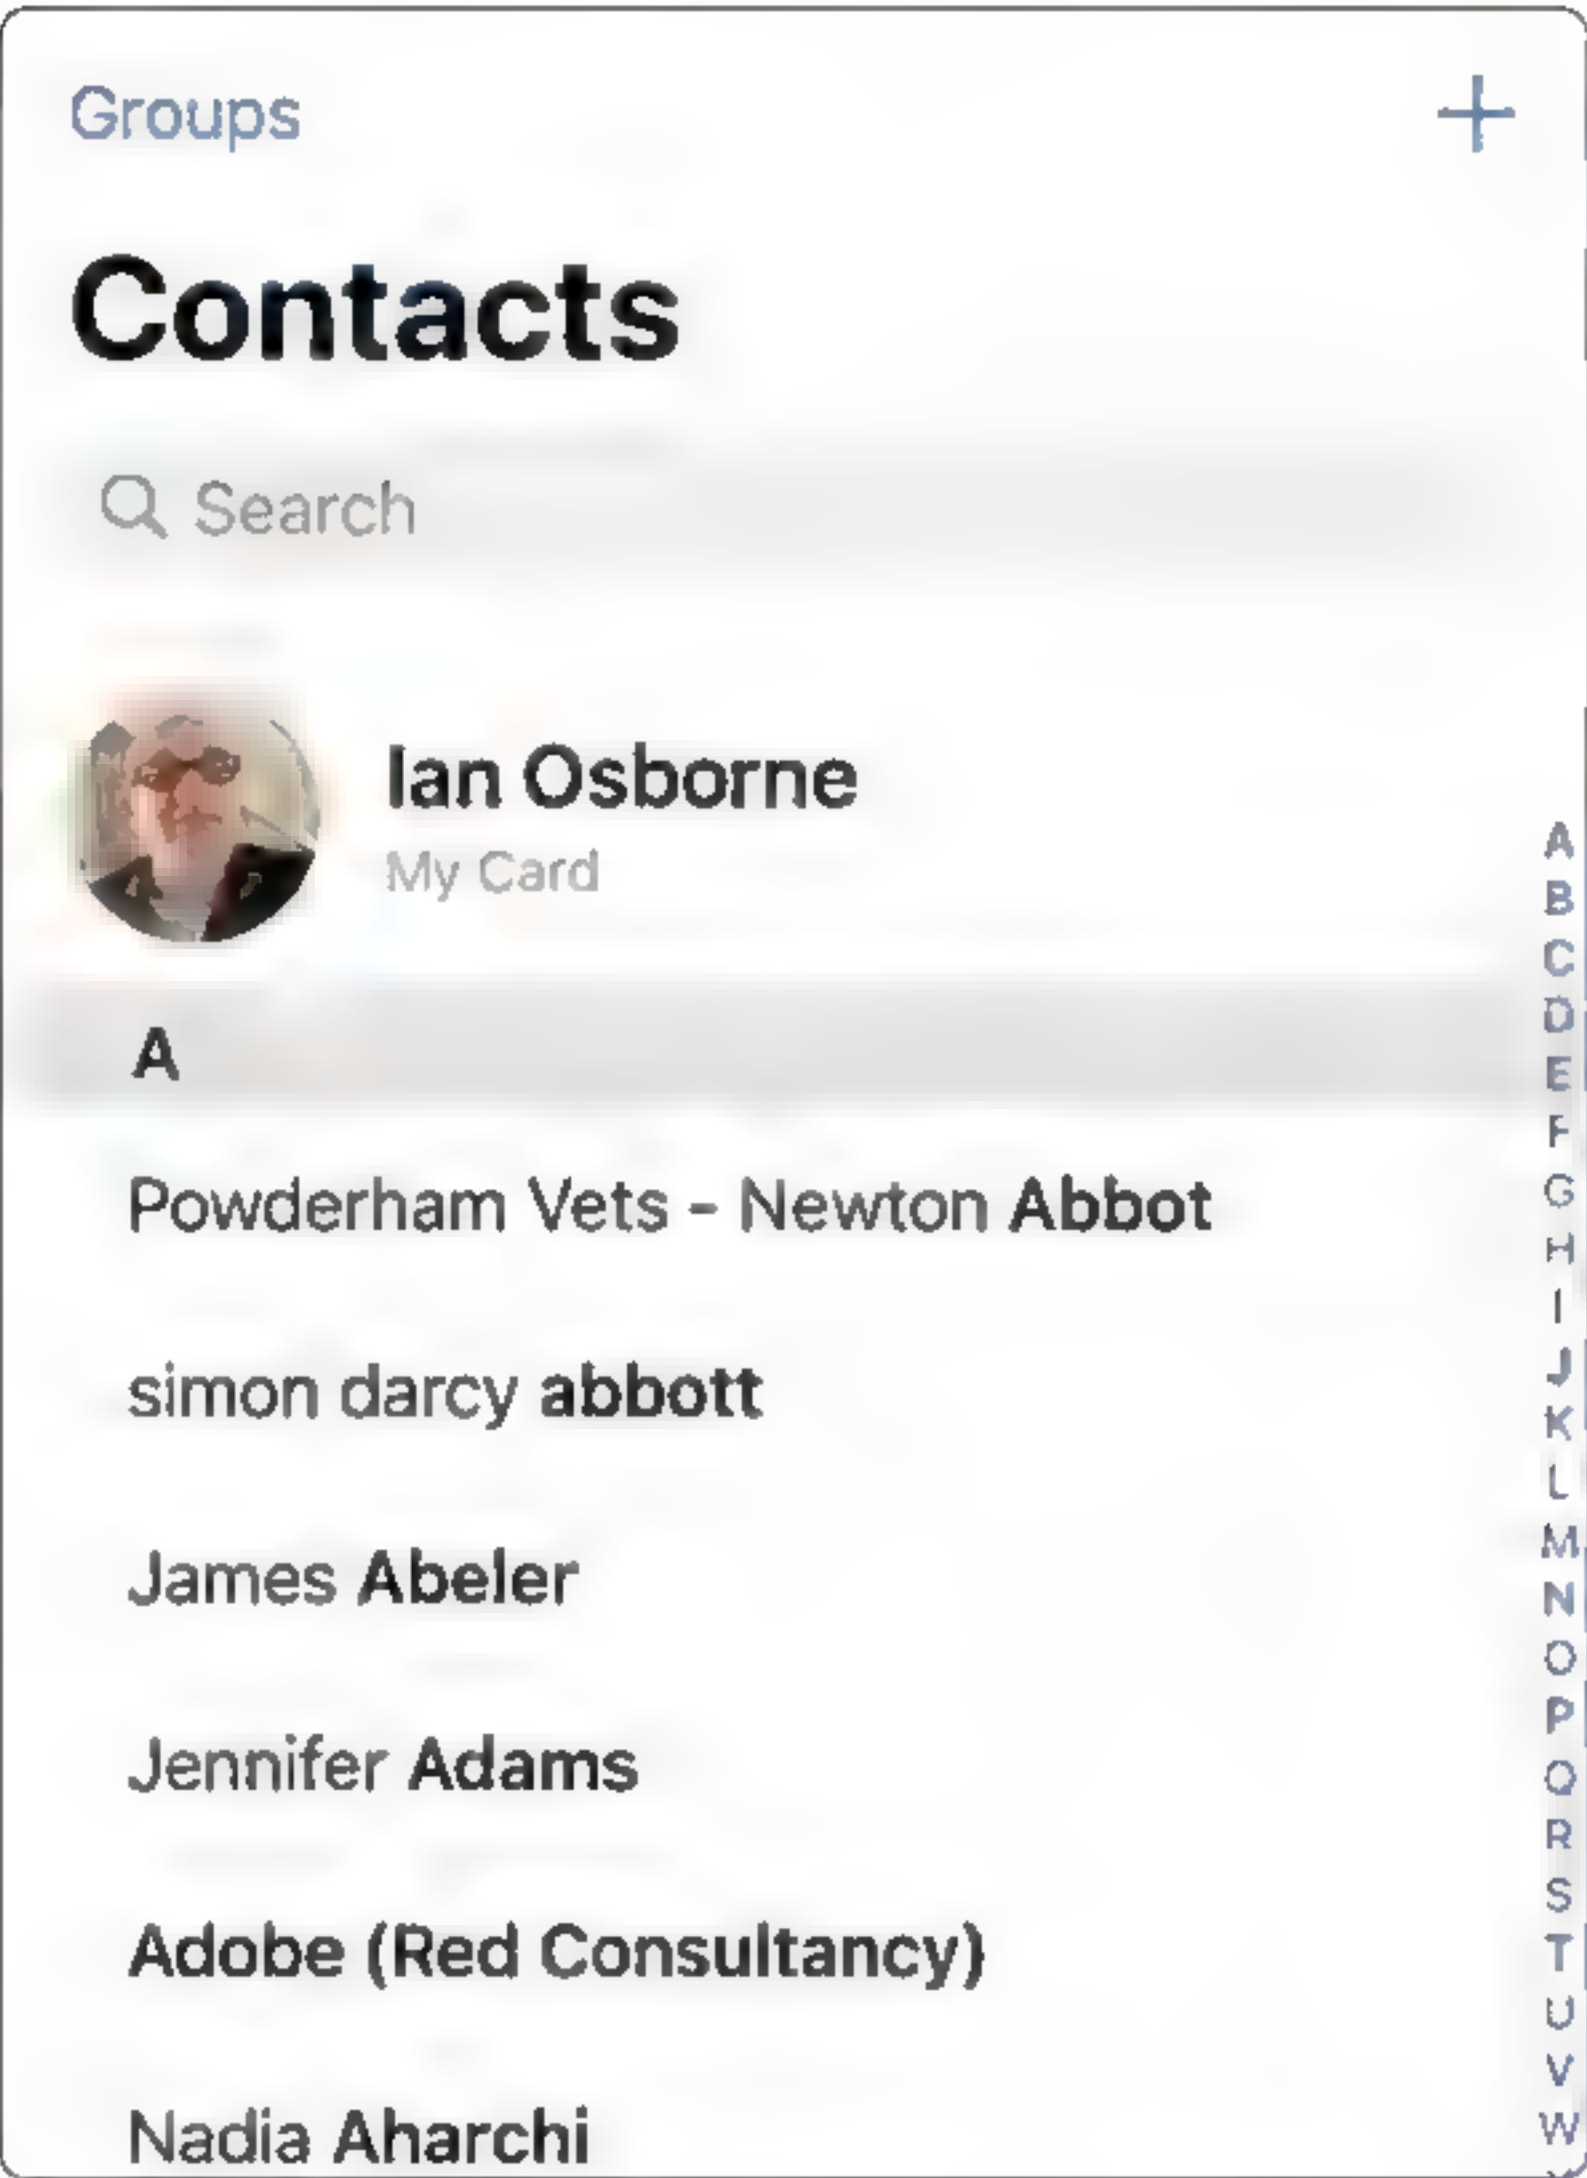 Groups
Contacts
Search
Ian Osborne
My Card
A
Powderham Vets – Newton Abbot
simon darcy abbott
James Abeler
Jennifer Adams
Adobe (Red Consultancy)
Nadia Aharchi
A
B
C
D
E
F
G
H
I
J
K
L
M
N
O
P
Q
R
S
T
U
V
W